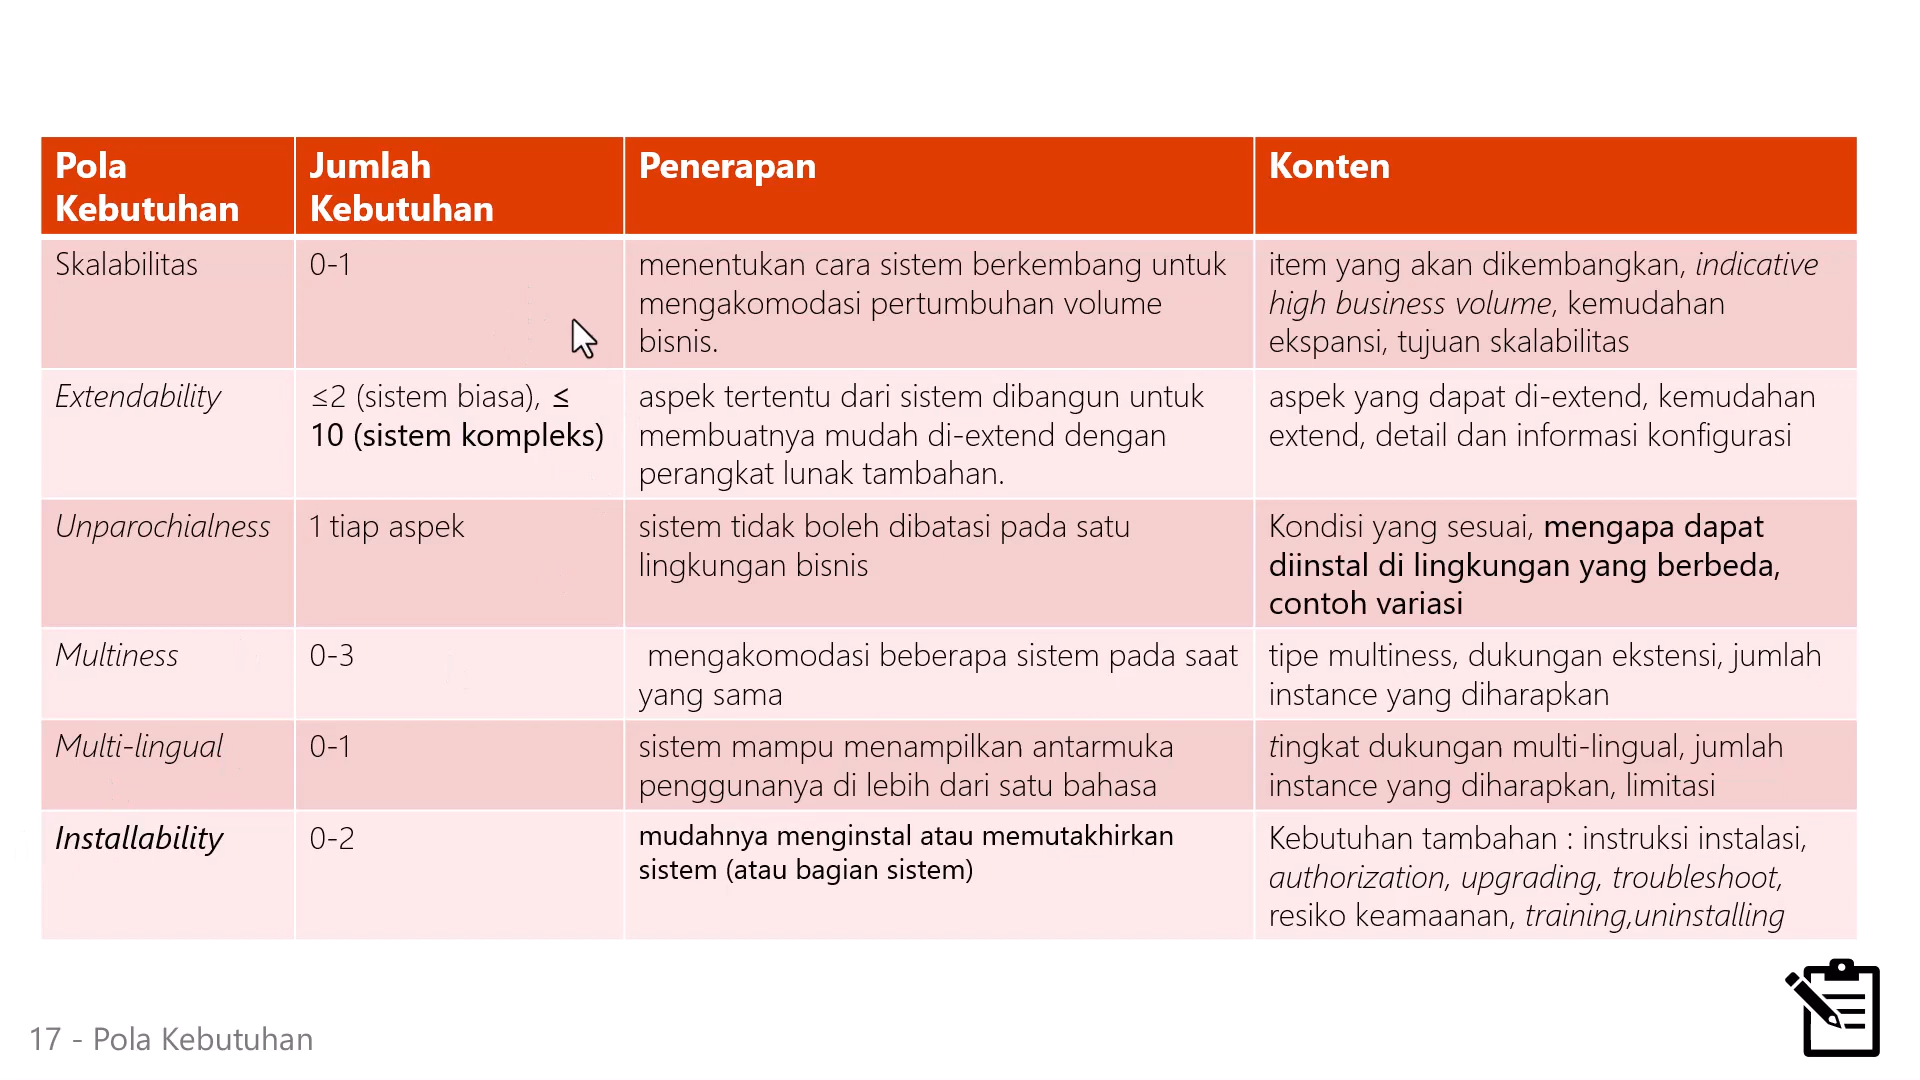 Pola
Kebutuhan
Jumlah
Kebutuhan
Penerapan
Konten
Skalabilitas
0-1
menentukan cara sistem berkembang untuk
mengakomodasi pertumbuhan volume
bisnis.
item yang akan dikembangkan, indicative
high business volume, kemudahan
ekspansi, tujuan skalabilitas
Extendability
≤2 (sistem biasa), ≤
10 (sistem kompleks)
aspek tertentu dari sistem dibangun untuk
membuatnya mudah di-extend dengan
perangkat lunak tambahan.
aspek yang dapat di-extend, kemudahan
extend, detail dan informasi konfigurasi
Unparochialness
1 tiap aspek
sistem tidak boleh dibatasi pada satu
lingkungan bisnis
Kondisi yang sesuai, mengapa dapat
diinstal di lingkungan yang berbeda,
contoh variasi
Multiness
0-3
mengakomodasi beberapa sistem pada saat
yang sama
tipe multiness, dukungan ekstensi, jumlah
instance yang diharapkan
Multi-lingual
0-1
sistem mampu menampilkan antarmuka
penggunanya di lebih dari satu bahasa
tingkat dukungan multi-lingual, jumlah
instance yang diharapkan, limitasi
Installability
0-2
mudahnya menginstal atau memutakhirkan
sistem (atau bagian sistem)
Kebutuhan tambahan : instruksi instalasi,
authorization, upgrading, troubleshoot,
resiko keamaanan, training,uninstalling
17 - Pola Kebutuhan